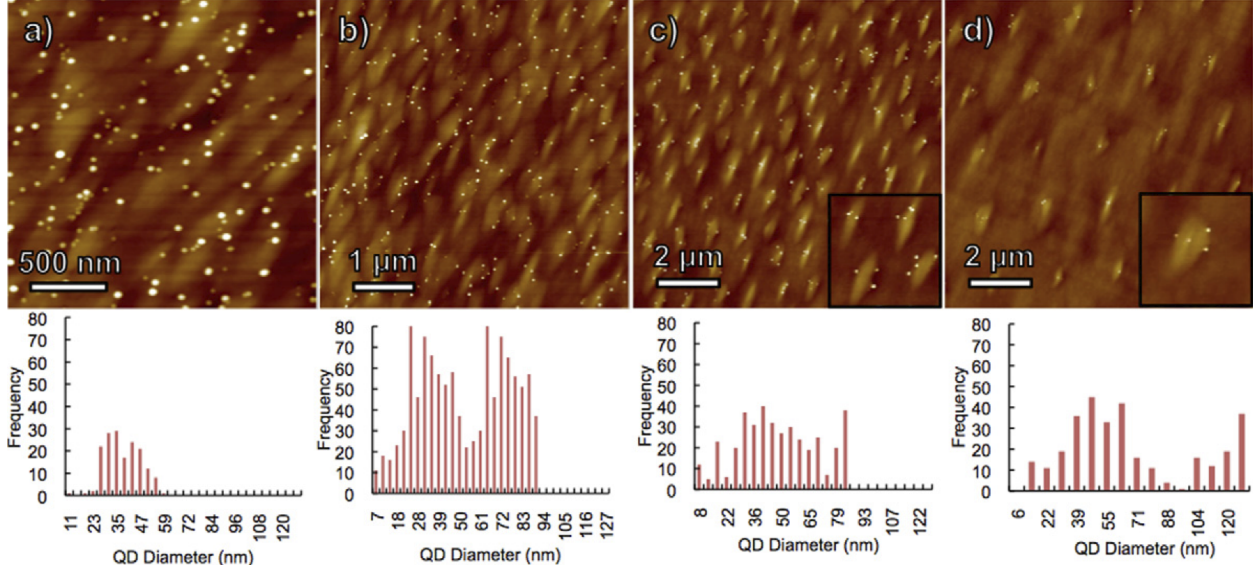 a)
500 nm
b)
1 μm
c)
2 μm
d)
2 μm
80
70
60
50
40
30
20
10
0
Frequency
11 23 35 47 59 72 84 96 108 120
QD Diameter (nm)
80
70
60
50
40
30
20
10
0
Frequency
7 18 28 39 50 61 72 83 94 105 116 127
QD Diameter (nm)
80
70
60
50
40
30
20
10
0
Frequency
8 22 36 50 65 79 93 107 122
QD Diameter (nm)
80
70
60
50
40
30
20
10
0
Frequency
6 22 39 55 71 88 104 120
QD Diameter (nm)